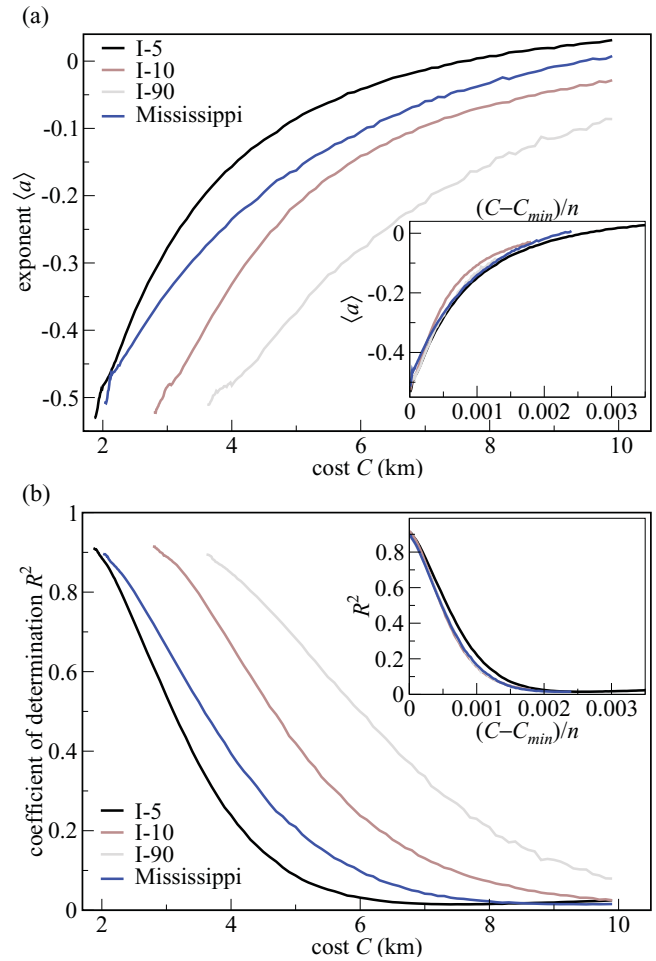 (a)
I-5
I-10
I-90
Mississippi
0
-0.1
-0.2
-0.3
-0.4
-0.5
exponent ⟨a⟩
2 4 6 8 10
cost C (km)
(C−Cmin)/n
0
-0.2
-0.4
⟨a⟩
0 0.001 0.002 0.003
(b)
1
0.8
0.6
0.4
0.2
0
coefficient of determination R²
I-5
I-10
I-90
Mississippi
2 4 6 8 10
cost C (km)
0.8
0.6
0.4
0.2
0
R²
0 0.001 0.002 0.003
(C−Cmin)/n